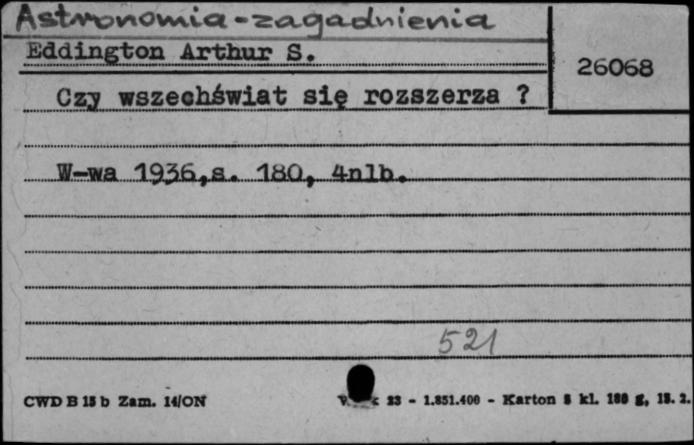 Astronomia-zagadnienia
Eddington Arthur S.
26068
Czy wszechświat się rozszerza ?
W-wa 1936,s. 180, 4nlb.
521
CWD B 15 b Zam. 14/ON
23 - 1.851.400 - Karton 8 kl. 180 g, 13. 2.